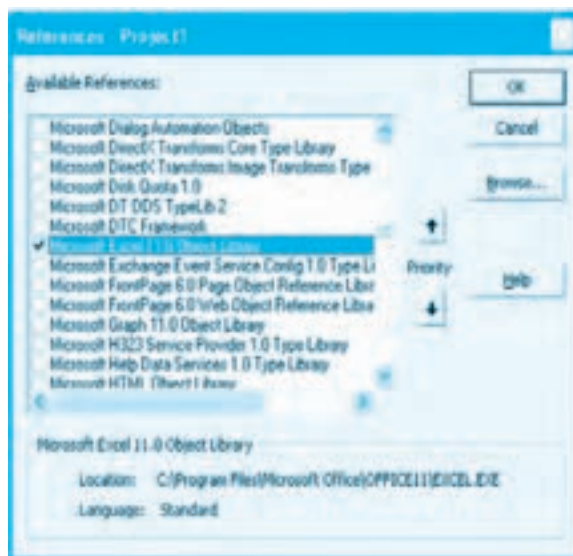 References - Project1
Available References:
OK
Cancel
Browse...
Help
Priority
Microsoft Dialog Automation Objects
Microsoft DirectX Transforms Core Type Library
Microsoft DirectX Transforms Image Transforms Type
Microsoft Disk Quota 1.0
Microsoft DT DDS TypeLib 2
Microsoft DTC Framework
Microsoft Excel 11.0 Object Library
Microsoft Exchange Event Service Config 1.0 Type Li
Microsoft FrontPage 6.0 Page Object Reference Libra
Microsoft FrontPage 6.0 Web Object Reference Libra
Microsoft Graph 11.0 Object Library
Microsoft H323 Service Provider 1.0 Type Library
Microsoft Help Data Services 1.0 Type Library
Microsoft HTML Object Library
Microsoft Excel 11.0 Object Library
Location: C:\Program Files\Microsoft Office\OFFICE11\EXCEL.EXE
Language: Standard